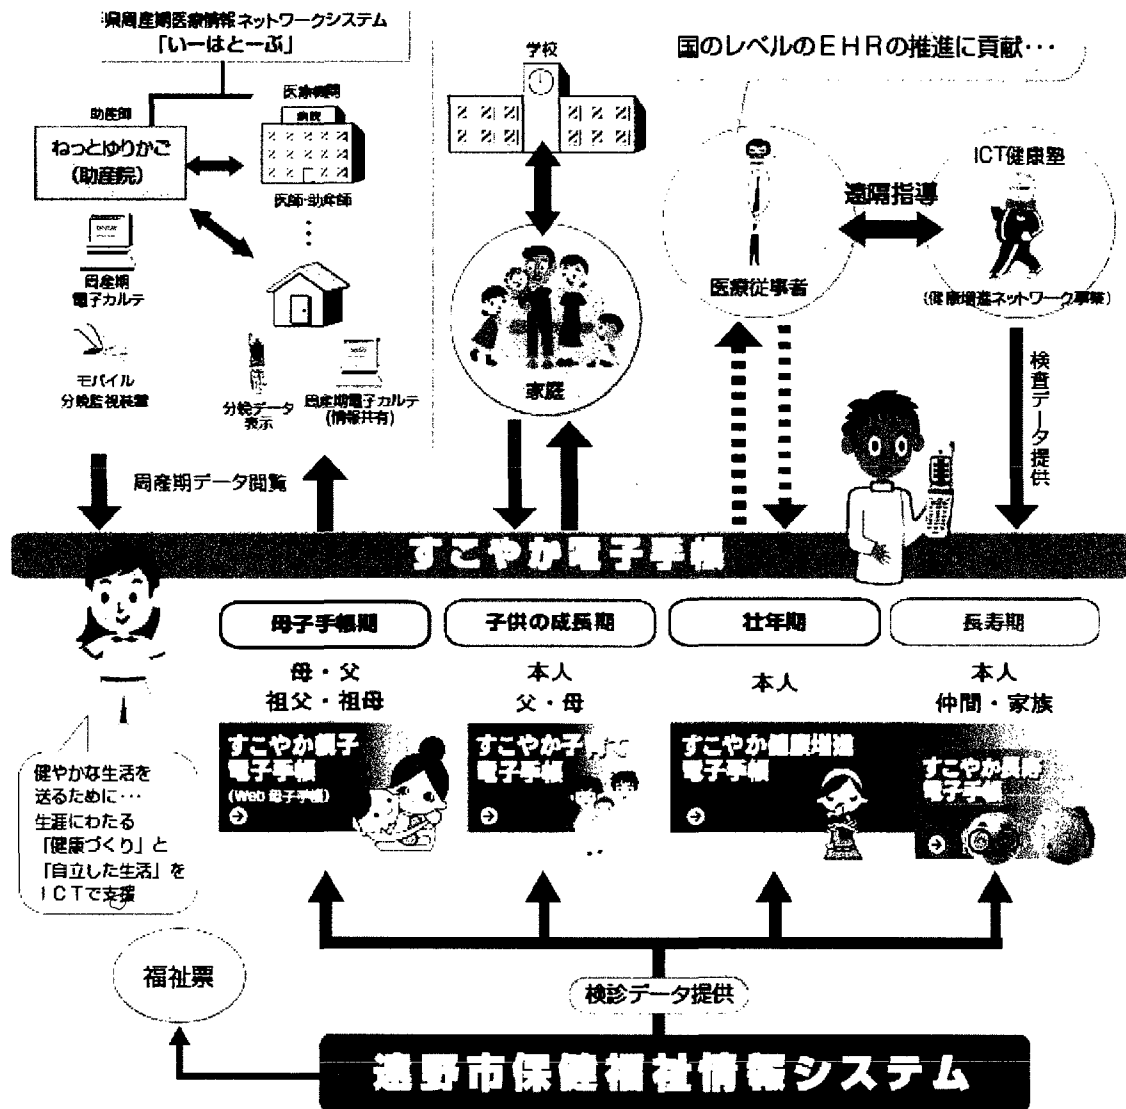 県周産期医療情報ネットワークシステム
「いーはとーぶ」
助産師
ねっとゆりかご
(助産院)
医療機関
病院
医師・助産師
周産期
電子カルテ
モバイル
分娩監視装置
分娩データ
表示
周産期電子カルテ
(情報共有)
周産期データ閲覧
学校
家庭
国のレベルのEHRの推進に貢献・・・
医療従事者
遠隔指導
ICT健康塾
(健康増進ネットワーク事業)
検査データ提供
すこやか電子手帳
母子手帳期
母・父
祖父・祖母
すこやか親子
電子手帳
(Web母子手帳)
子供の成長期
本人
父・母
すこやか子育て
電子手帳
壮年期
本人
すこやか健康増進
電子手帳
長寿期
本人
仲間・家族
すこやか長寿
電子手帳
健やかな生活を
送るために・・・
生涯にわたる
「健康づくり」と
「自立した生活」を
ICTで支援
福祉票
検診データ提供
遠野市保健福祉情報システム